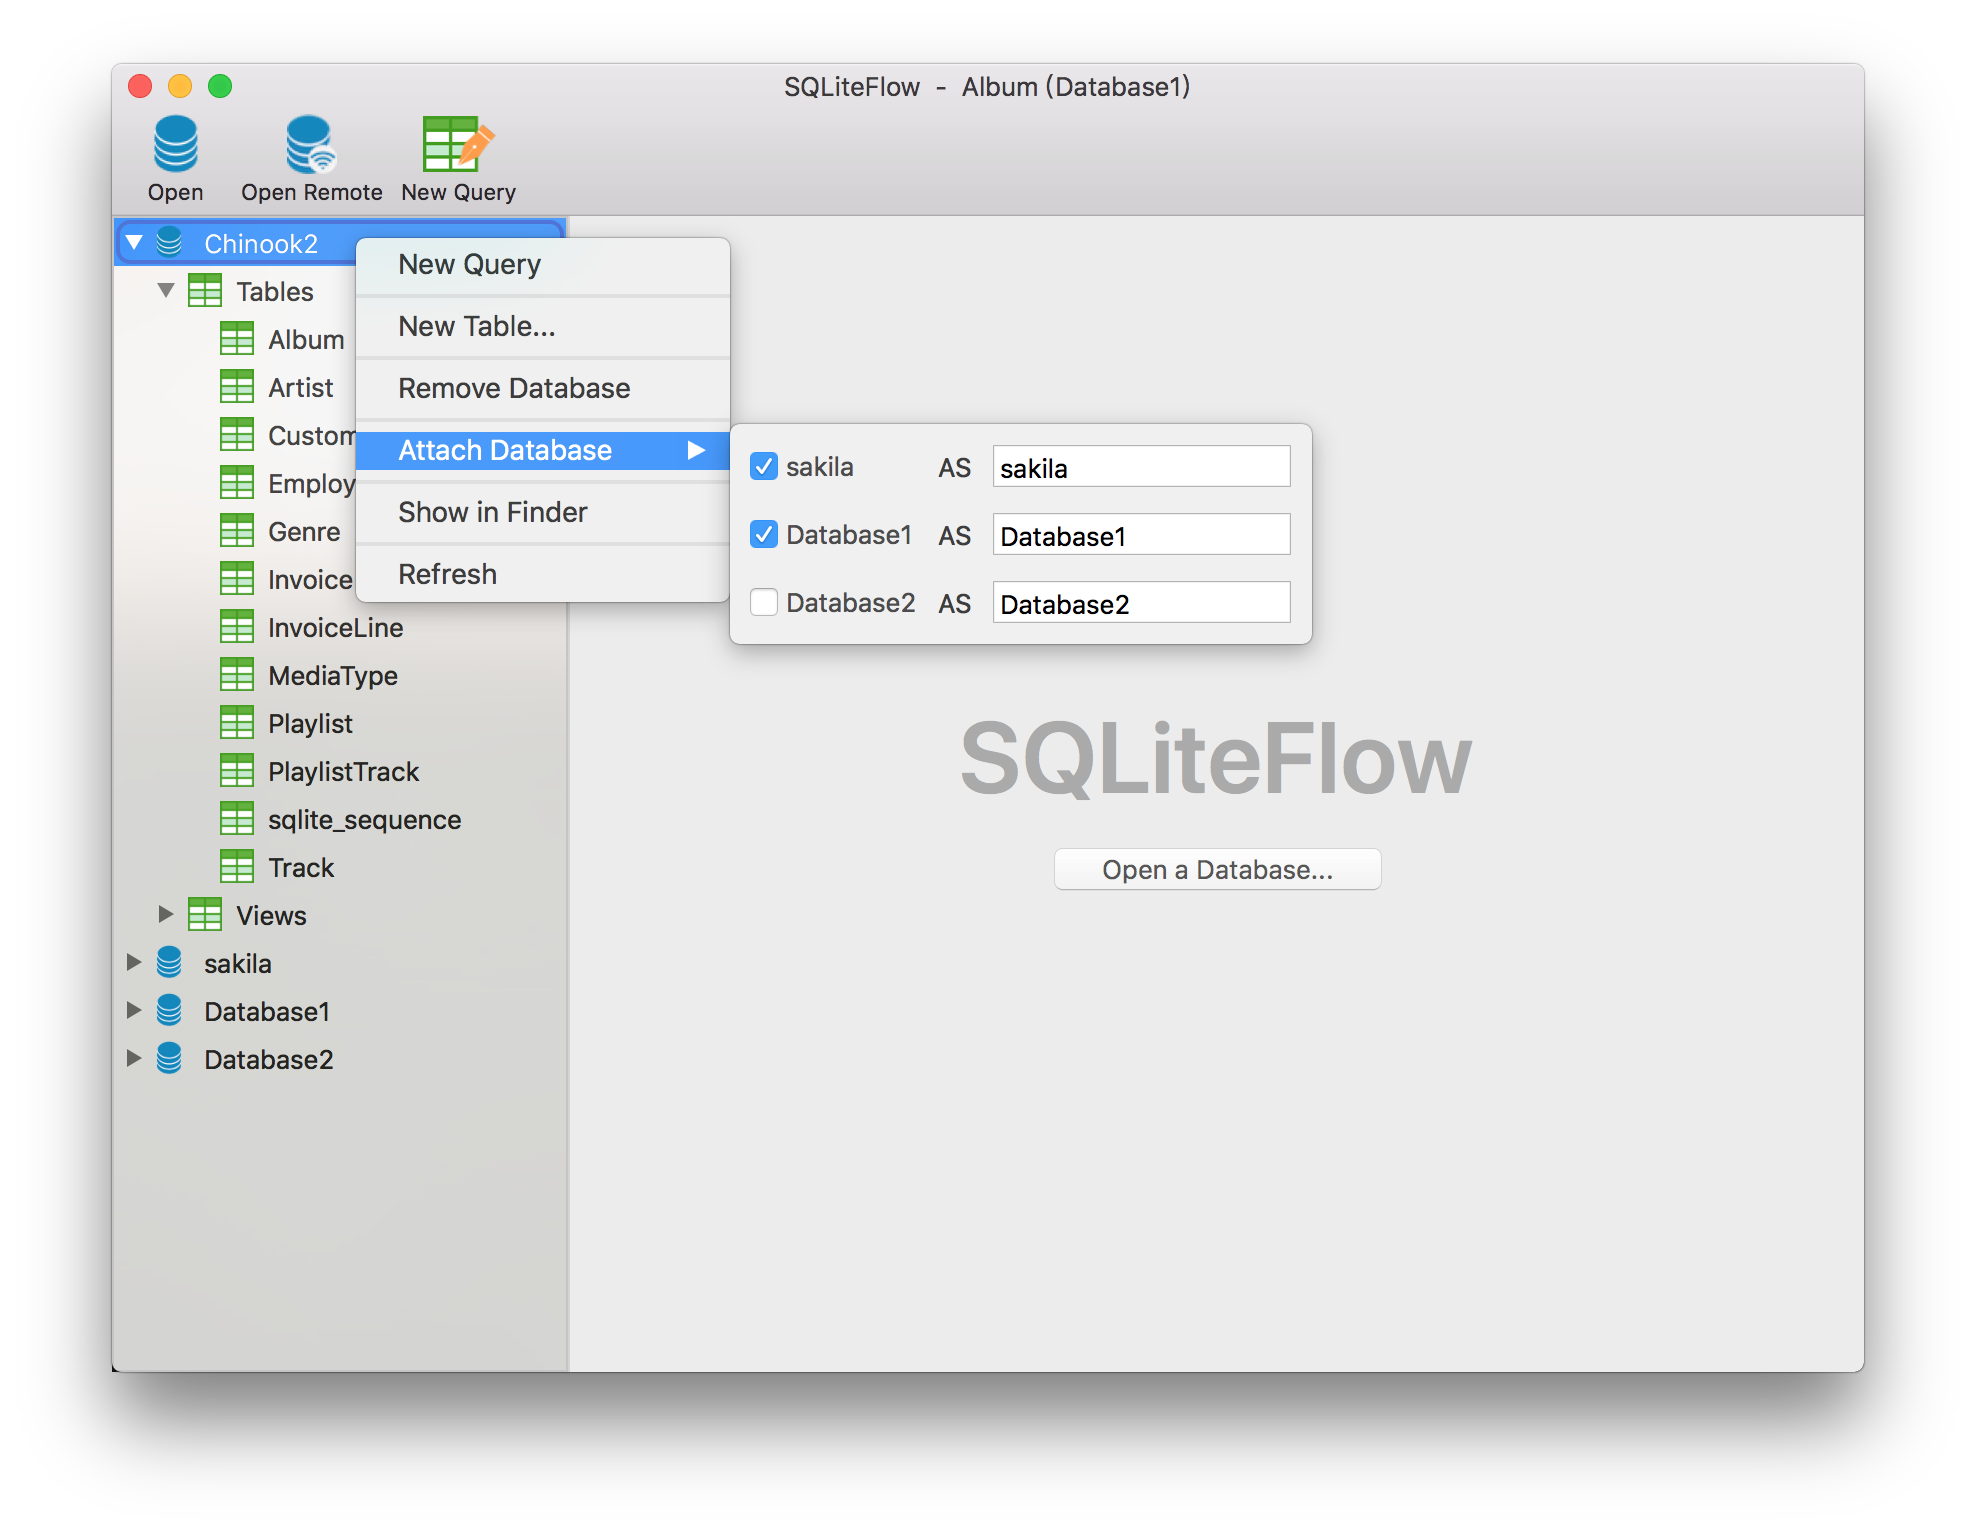 SQLiteFlow - Album (Database1)
Open
Open Remote
New Query
Chinook2
Tables
Album
Artist
Custom
Employ
Genre
Invoice
InvoiceLine
MediaType
Playlist
PlaylistTrack
sqlite_sequence
Track
Views
sakila
Database1
Database2
New Query
New Table...
Remove Database
Attach Database
Show in Finder
Refresh
sakila AS sakila
Database1 AS Database1
Database2 AS Database2
SQLiteFlow
Open a Database...